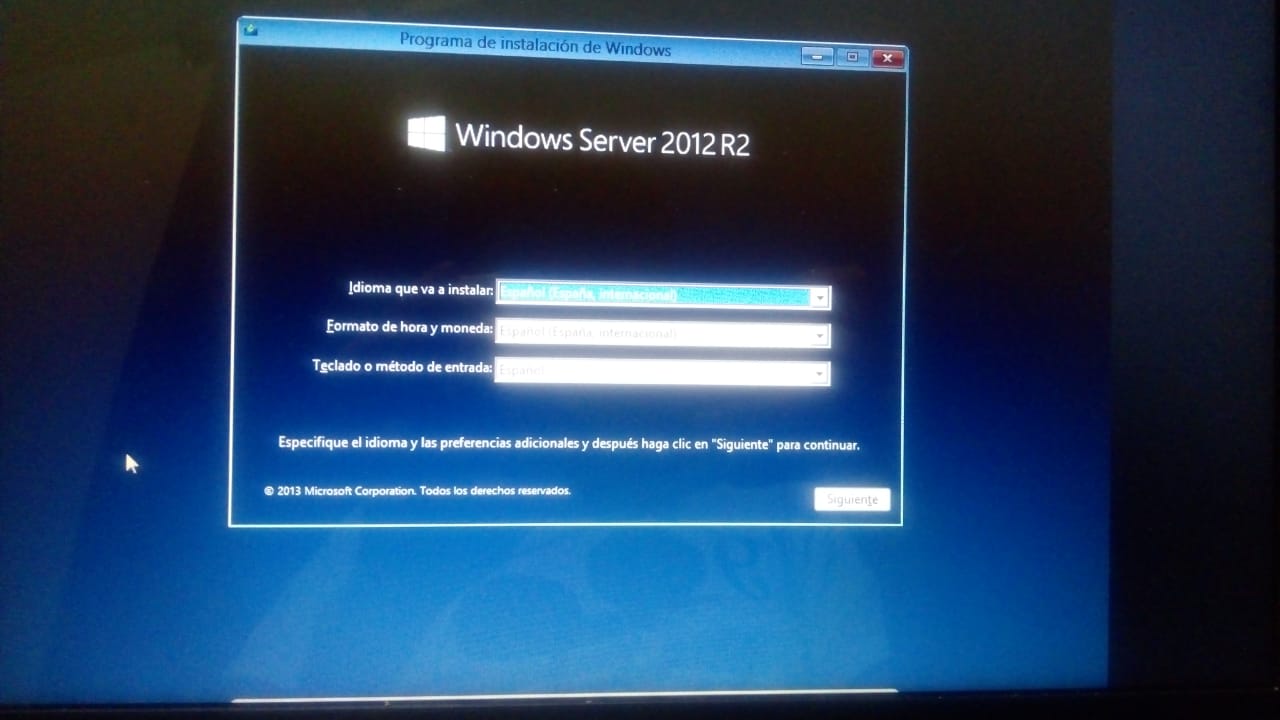 Programa de instalación de Windows
Windows Server 2012 R2
Idioma que va a instalar: Español (España, internacional)
Formato de hora y moneda: Español (España, internacional)
Teclado o método de entrada: Español
Especifique el idioma y las preferencias adicionales y después haga clic en "Siguiente" para continuar.
© 2013 Microsoft Corporation. Todos los derechos reservados.
Siguiente